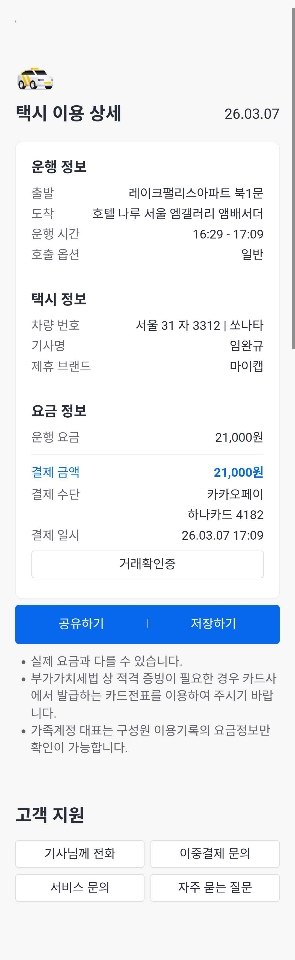 택시 이용 상세 26.03.07
운행 정보
출발 레이크팰리스아파트 북1문
도착 호텔 나루 서울 엠갤러리 앰배서더
운행 시간 16:29 - 17:09
호출 옵션 일반
택시 정보
차량 번호 서울 31 자 3312 | 쏘나타
기사명 임완규
제휴 브랜드 마이캡
요금 정보
운행 요금 21,000원
결제 금액 21,000원
결제 수단 카카오페이
하나카드 4182
결제 일시 26.03.07 17:09
거래확인증
공유하기 | 저장하기
• 실제 요금과 다를 수 있습니다.
• 부가가치세법 상 적격 증빙이 필요한 경우 카드사
에서 발급하는 카드전표를 이용하여 주시기 바랍
니다.
• 가족계정 대표는 구성원 이용기록의 요금정보만
확인이 가능합니다.
고객 지원
기사님께 전화 이중결제 문의
서비스 문의 자주 묻는 질문